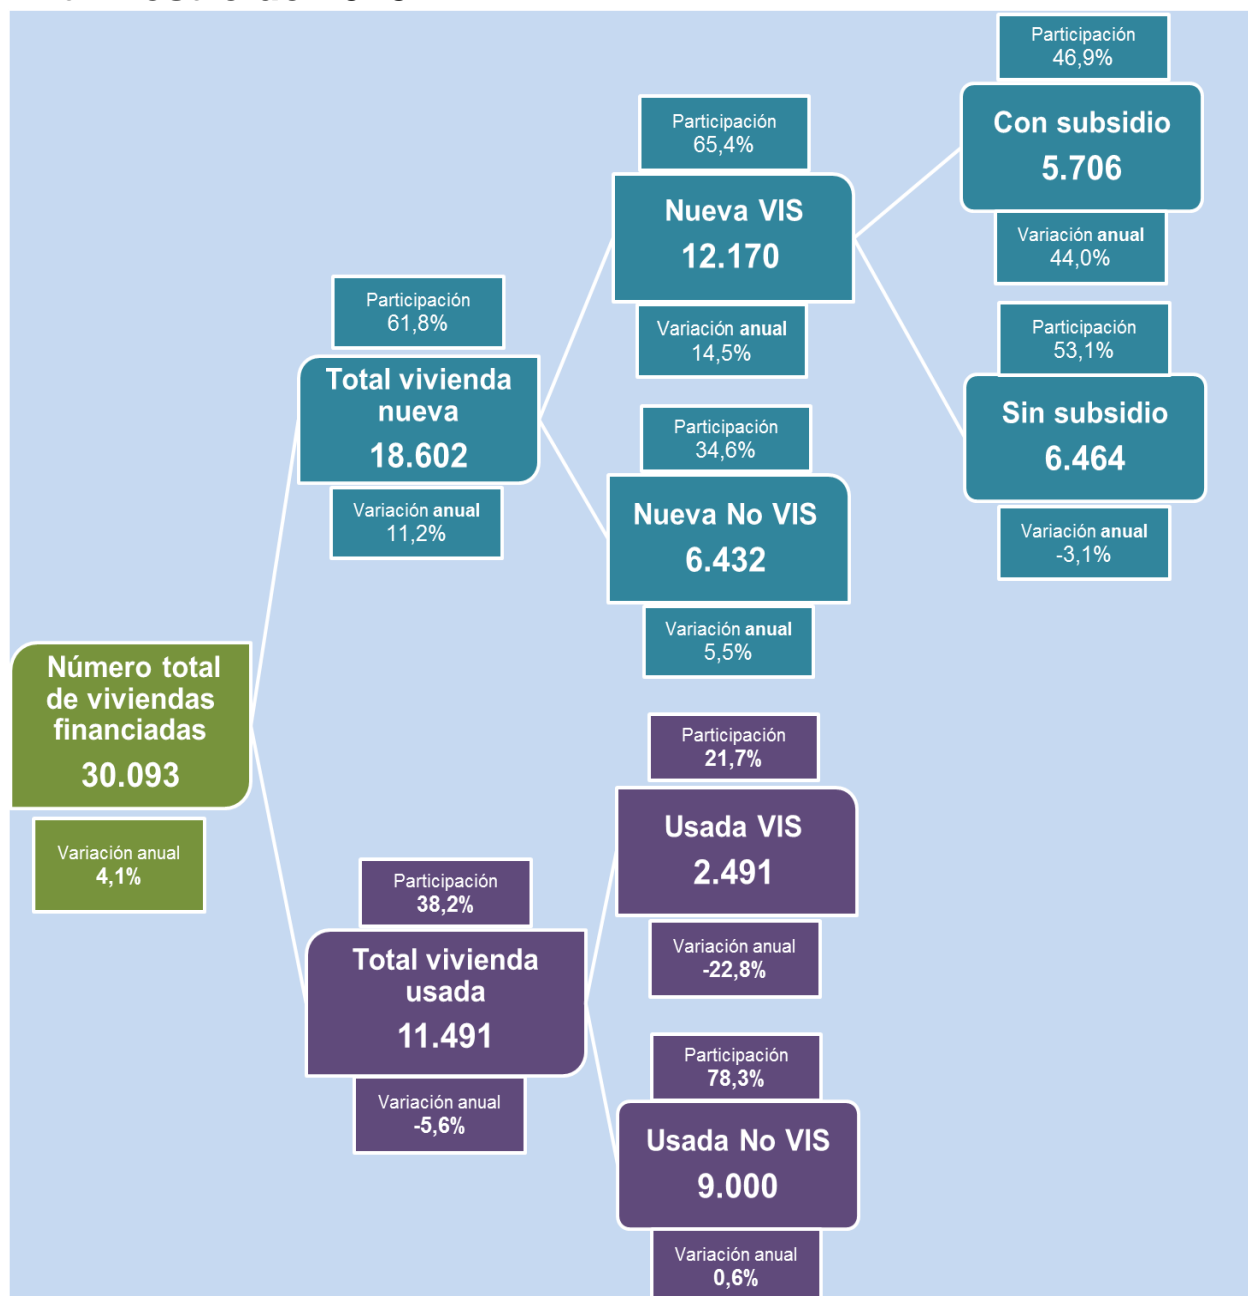 Participación
46,9%
Con subsidio
5.706
Variación anual
44,0%
Participación
65,4%
Nueva VIS
12.170
Variación anual
14,5%
Participación
53,1%
Sin subsidio
6.464
Variación anual
-3,1%
Participación
61,8%
Total vivienda
nueva
18.602
Variación anual
11,2%
Participación
34,6%
Nueva No VIS
6.432
Variación anual
5,5%
Número total
de viviendas
financiadas
30.093
Variación anual
4,1%
Participación
21,7%
Usada VIS
2.491
Variación anual
-22,8%
Participación
38,2%
Total vivienda
usada
11.491
Variación anual
-5,6%
Participación
78,3%
Usada No VIS
9.000
Variación anual
0,6%